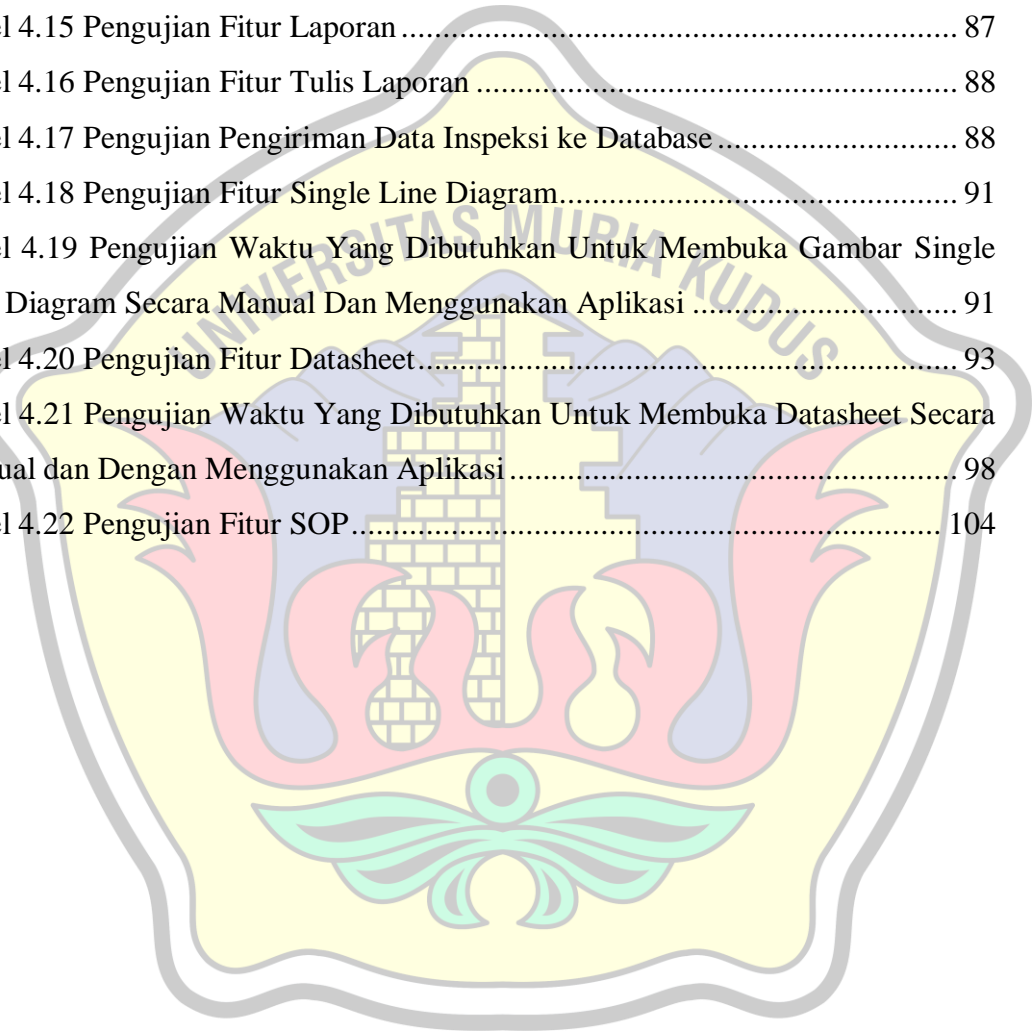 el 4.15 Pengujian Fitur Laporan ........................................................................ 87
el 4.16 Pengujian Fitur Tulis Laporan .............................................................. 88
el 4.17 Pengujian Pengiriman Data Inspeksi ke Database ............................... 88
el 4.18 Pengujian Fitur Single Line Diagram.................................................... 91
el 4.19 Pengujian Waktu Yang Dibutuhkan Untuk Membuka Gambar Single
Diagram Secara Manual Dan Menggunakan Aplikasi .................................. 91
el 4.20 Pengujian Fitur Datasheet...................................................................... 93
el 4.21 Pengujian Waktu Yang Dibutuhkan Untuk Membuka Datasheet Secara
ual dan Dengan Menggunakan Aplikasi .......................................................... 98
el 4.22 Pengujian Fitur SOP............................................................................ 104
UNIVERSITAS MURIA KUDUS